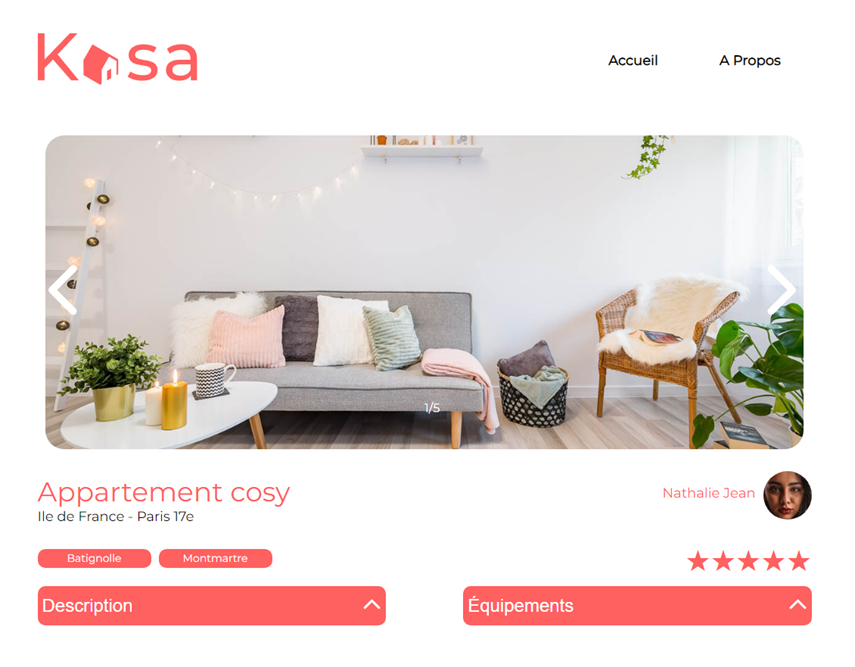 Kasa
Accueil
A Propos
1/5
Appartement cosy
Ile de France - Paris 17e
Nathalie Jean
Batignolle
Montmartre
Description
Équipements